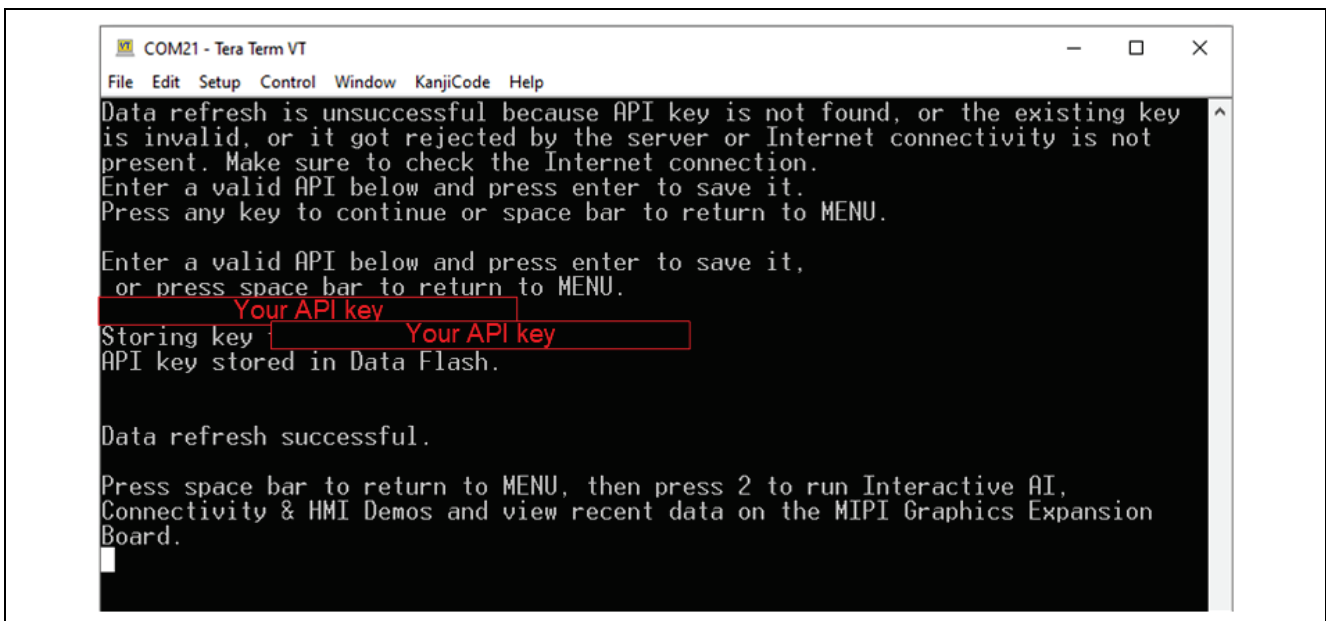 COM21 - Tera Term VT
File Edit Setup Control Window KanjiCode Help
Data refresh is unsuccessful because API key is not found, or the existing key
is invalid, or it got rejected by the server or Internet connectivity is not
present. Make sure to check the Internet connection.
Enter a valid API below and press enter to save it.
Press any key to continue or space bar to return to MENU.
Enter a valid API below and press enter to save it,
or press space bar to return to MENU.
Your API key
Storing key Your API key
API key stored in Data Flash.
Data refresh successful.
Press space bar to return to MENU, then press 2 to run Interactive AI,
Connectivity & HMI Demos and view recent data on the MIPI Graphics Expansion
Board.